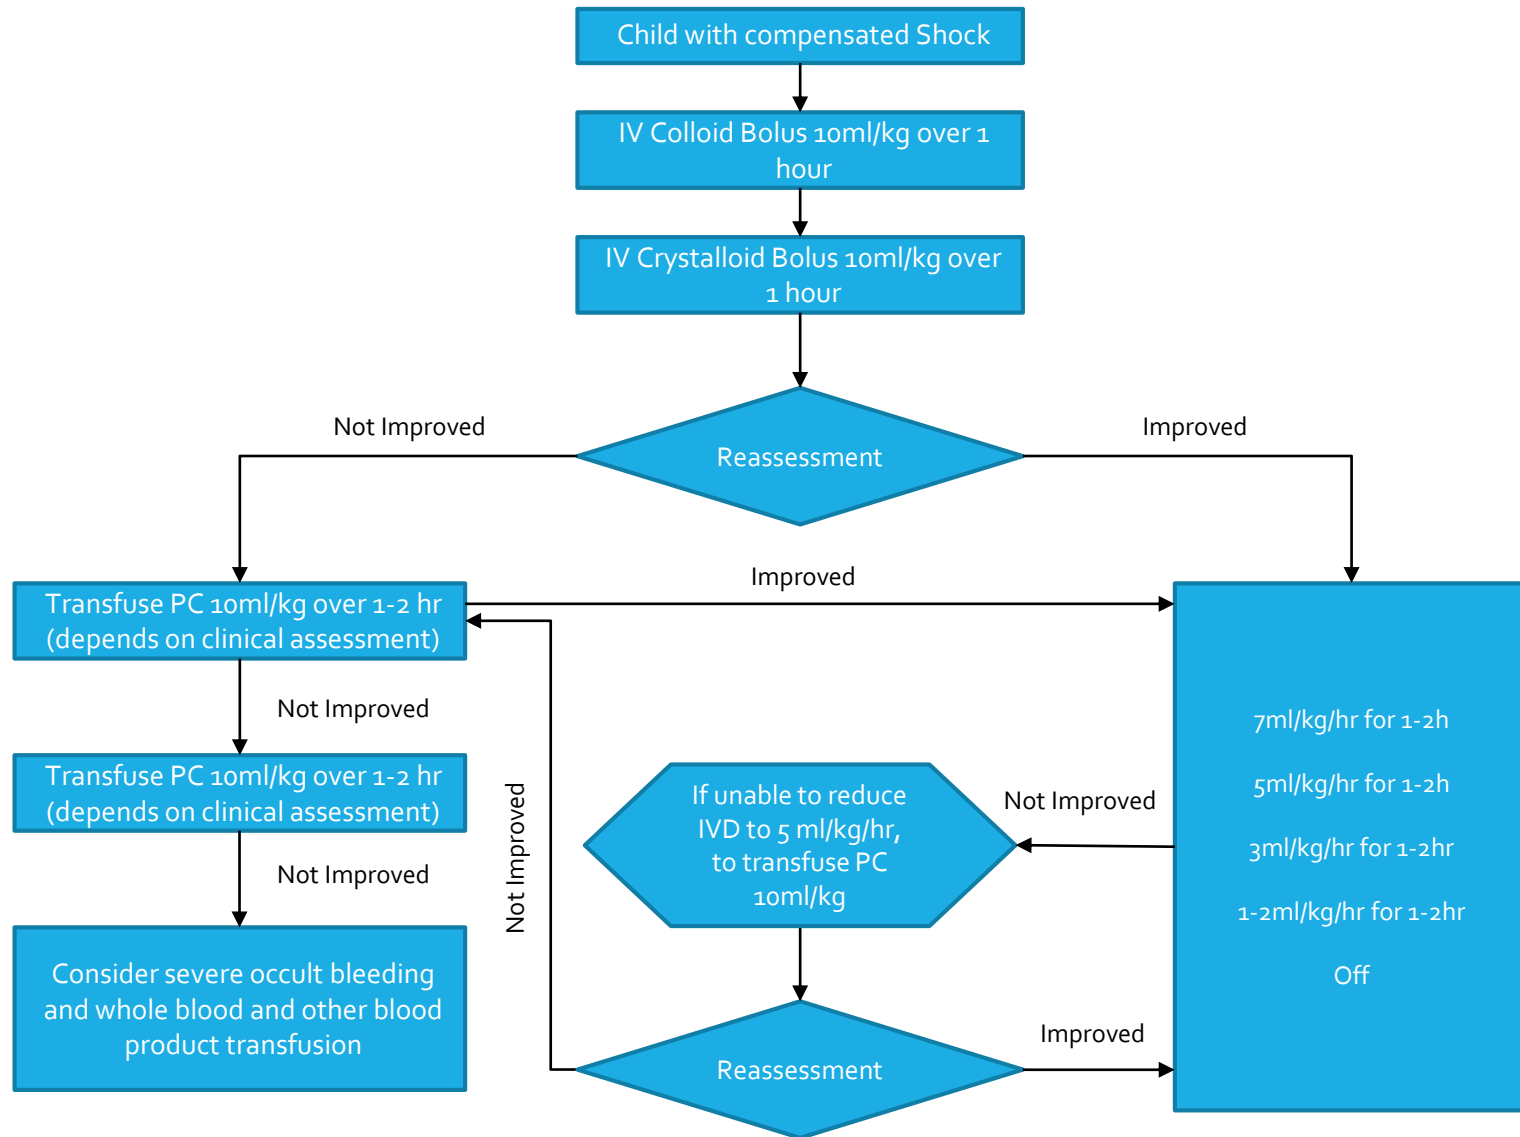 Child with compensated Shock
IV Colloid Bolus 10ml/kg over 1
hour
IV Crystalloid Bolus 10ml/kg over
1 hour
Not Improved
Improved
Reassessment
Improved
Transfuse PC 10ml/kg over 1-2 hr
(depends on clinical assessment)
Not Improved
Transfuse PC 10ml/kg over 1-2 hr
(depends on clinical assessment)
Not Improved
Consider severe occult bleeding
and whole blood and other blood
product transfusion
Not Improved
If unable to reduce
IVD to 5 ml/kg/hr,
to transfuse PC
10ml/kg
Not Improved
7ml/kg/hr for 1-2h
5ml/kg/hr for 1-2h
3ml/kg/hr for 1-2hr
1-2ml/kg/hr for 1-2hr
Off
Reassessment
Improved